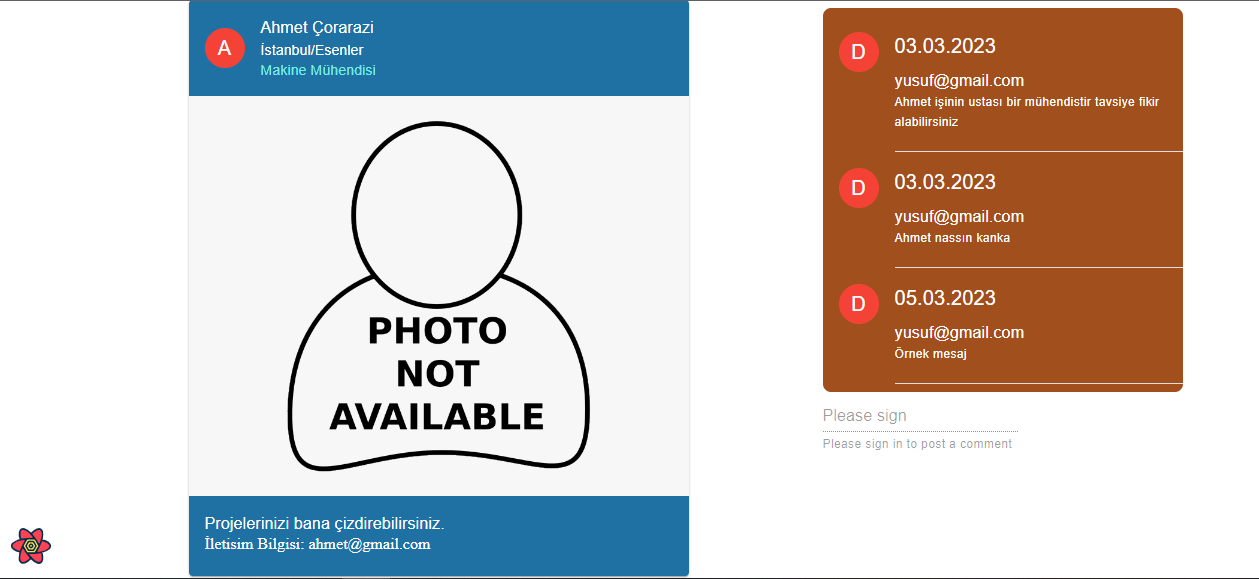 A
Ahmet Çorarazi
İstanbul/Esenler
Makine Mühendisi
PHOTO
NOT
AVAILABLE
Projelerinizi bana çizdirebilirsiniz.
İletisim Bilgisi: ahmet@gmail.com
D
03.03.2023
yusuf@gmail.com
Ahmet işinin ustası bir mühendistir tavsiye fikir
alabilirsiniz
D
03.03.2023
yusuf@gmail.com
Ahmet nassın kanka
D
05.03.2023
yusuf@gmail.com
Örnek mesaj
Please sign
Please sign in to post a comment